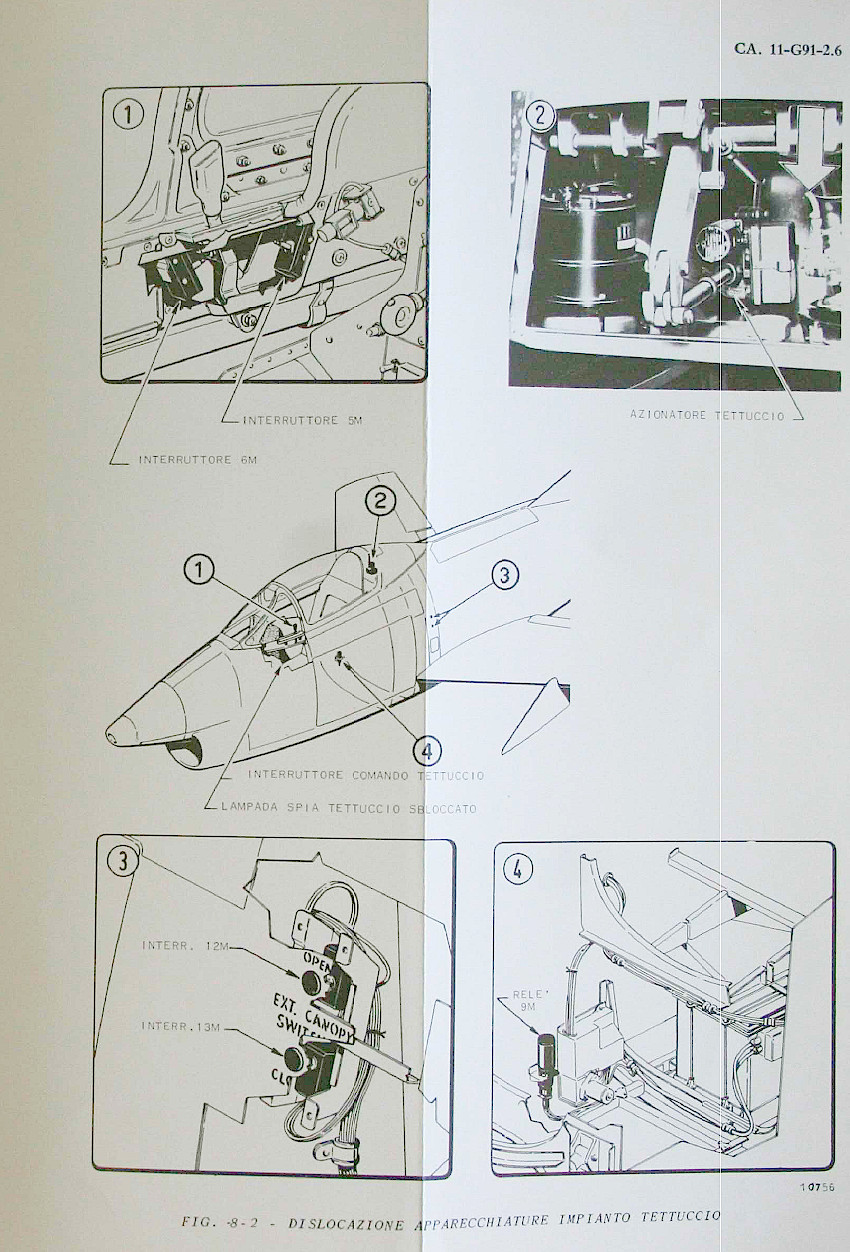 CA. 11-G91-2.6
1
2
INTERRUTTORE 5M
AZIONATORE TETTUCCIO
INTERRUTTORE 6M
2
1
3
4
INTERRUTTORE COMANDO TETTUCCIO
LAMPADA SPIA TETTUCCIO SBLOCCATO
3
4
INTERR. 12M
OPEN
EXT. CANOPY
SWITCH
INTERR.13M
CLO
RELE'
9M
10756
FIG. -8-2 - DISLOCAZIONE APPARECCHIATURE IMPIANTO TETTUCCIO